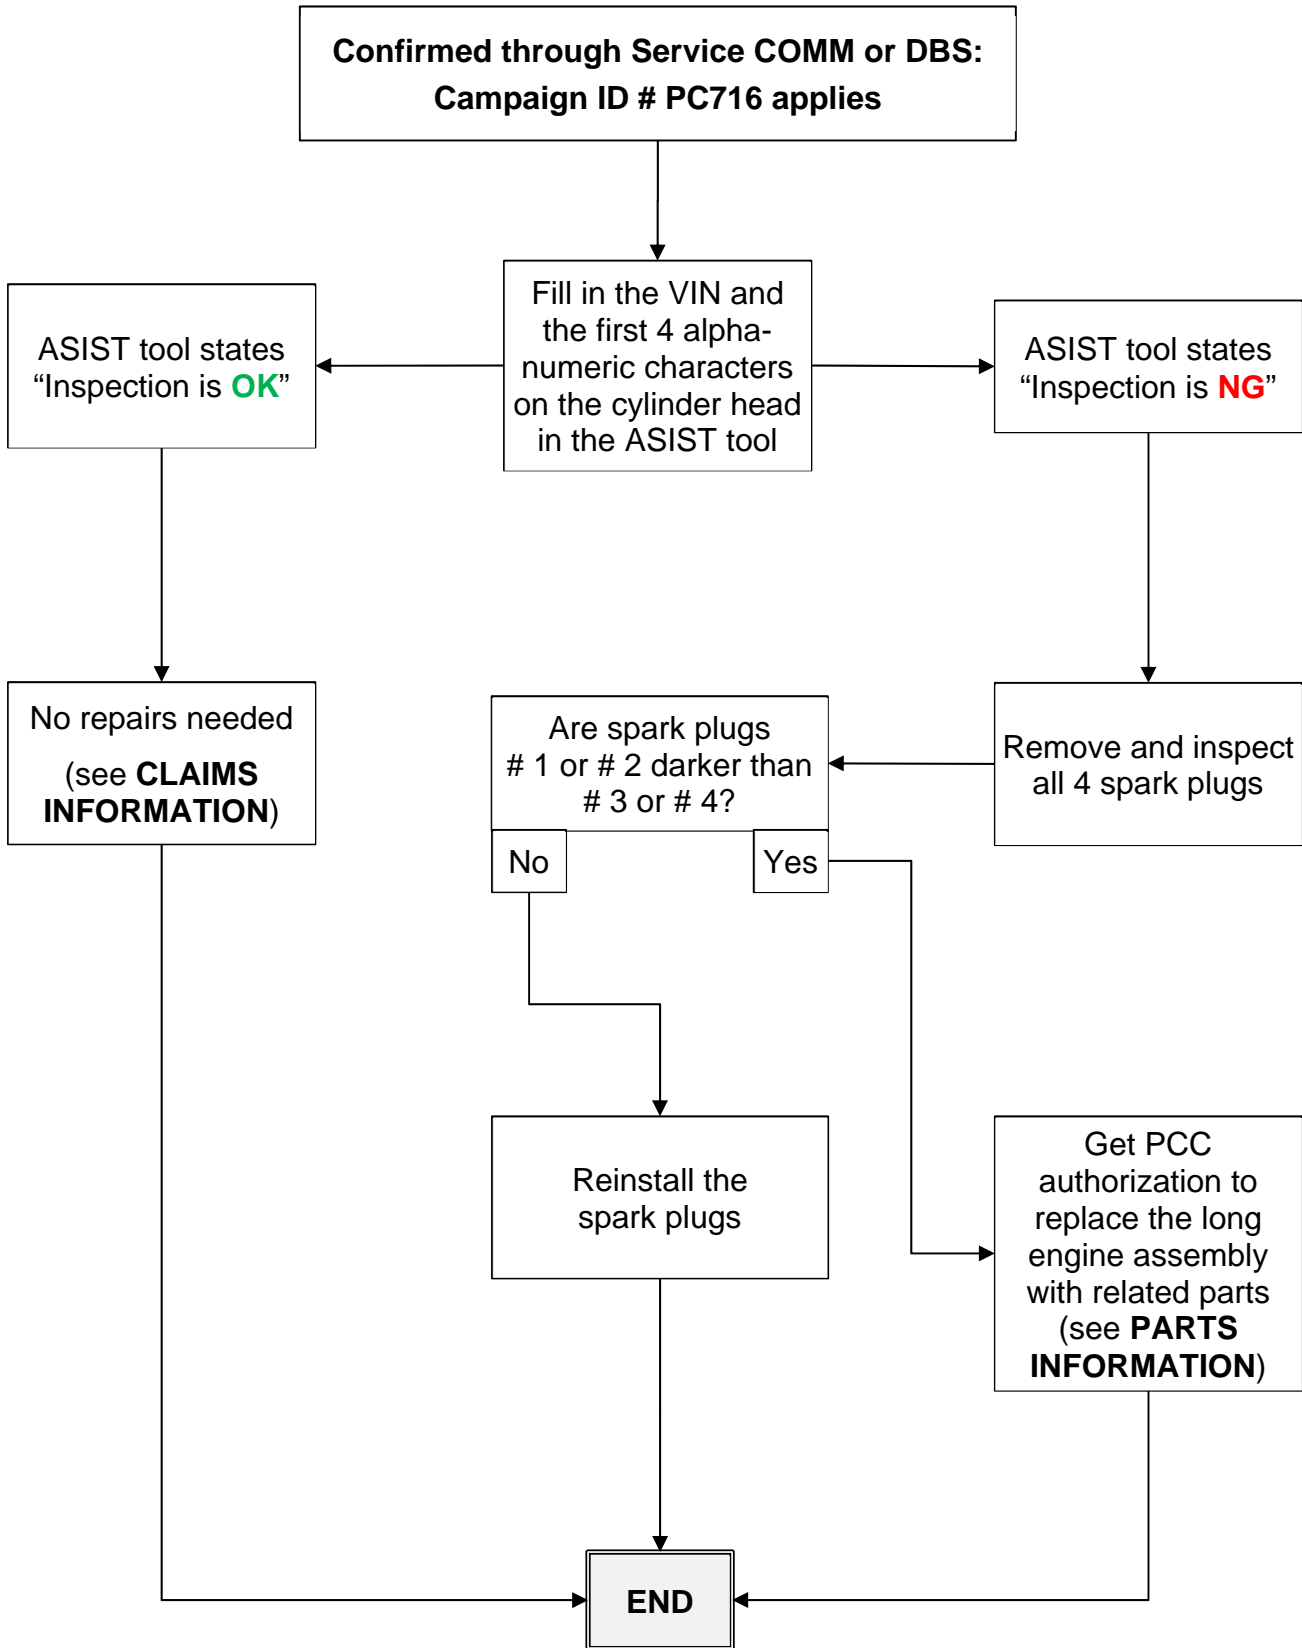 Confirmed through Service COMM or DBS:
Campaign ID # PC716 applies
Fill in the VIN and
the first 4 alpha-
numeric characters
on the cylinder head
in the ASIST tool
ASIST tool states
“Inspection is OK”
ASIST tool states
“Inspection is NG”
No repairs needed
(see CLAIMS
INFORMATION)
Are spark plugs
# 1 or # 2 darker than
# 3 or # 4?
No
Yes
Remove and inspect
all 4 spark plugs
Reinstall the
spark plugs
Get PCC
authorization to
replace the long
engine assembly
with related parts
(see PARTS
INFORMATION)
END